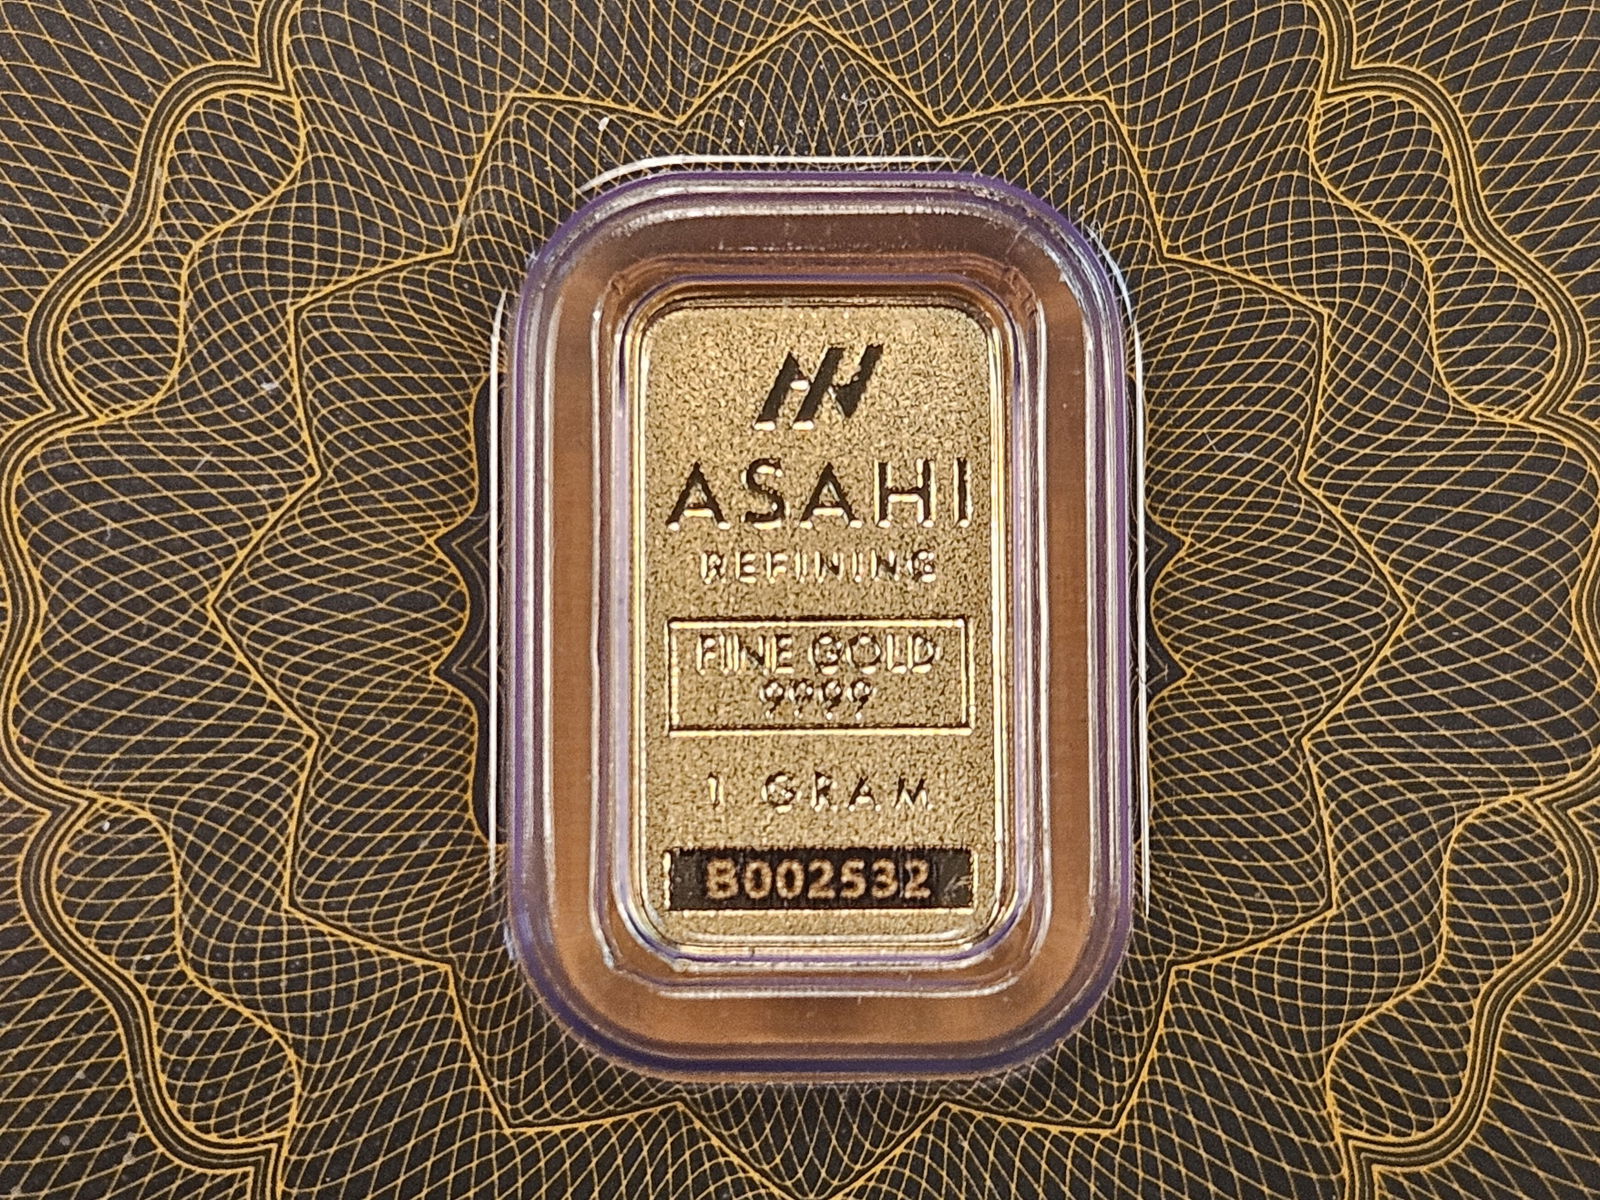 ASAHI
REFINING
FINE GOLD
9999
1 GRAM
B002532